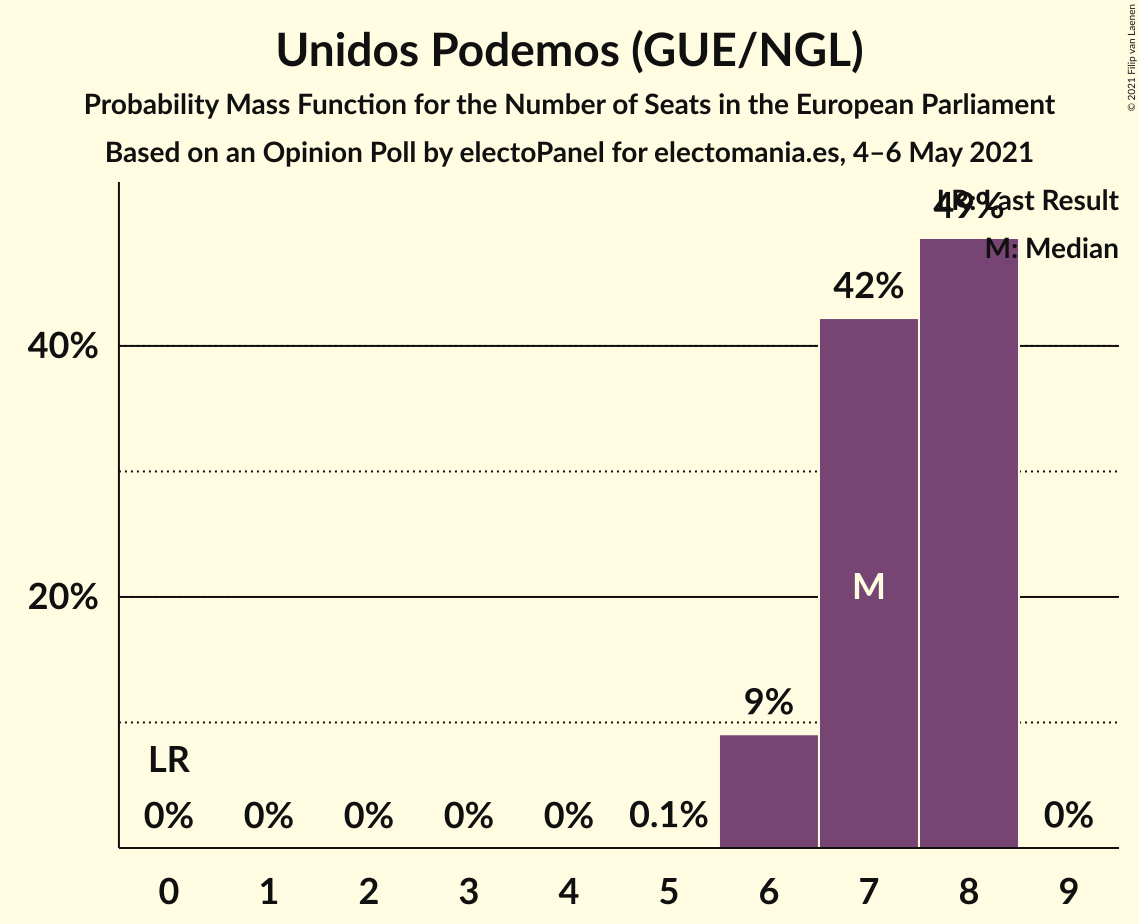 Unidos Podemos (GUE/NGL)
Probability Mass Function for the Number of Seats in the European Parliament
Based on an Opinion Poll by electoPanel for electomania.es, 4–6 May 2021
© 2021 Filip van Laenen
LR: Last Result
M: Median
49%
42%
40%
M
20%
9%
LR
0% 0% 0% 0% 0% 0.1% 0%
0 1 2 3 4 5 6 7 8 9